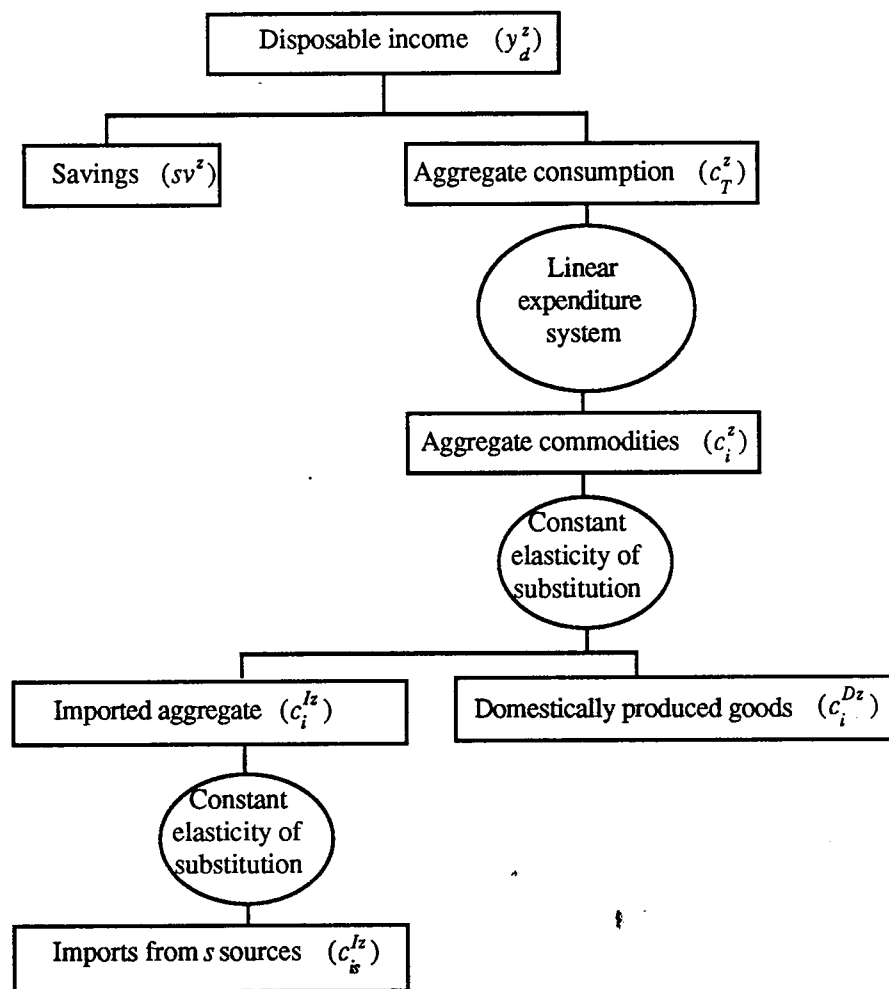 Disposable income (y_d^z)
Savings (sv^z)
Aggregate consumption (c_T^z)
Linear
expenditure
system
Aggregate commodities (c_i^z)
Constant
elasticity of
substitution
Imported aggregate (c_i^{Iz})
Domestically produced goods (c_i^{Dz})
Constant
elasticity of
substitution
Imports from s sources (c_{is}^{Iz})